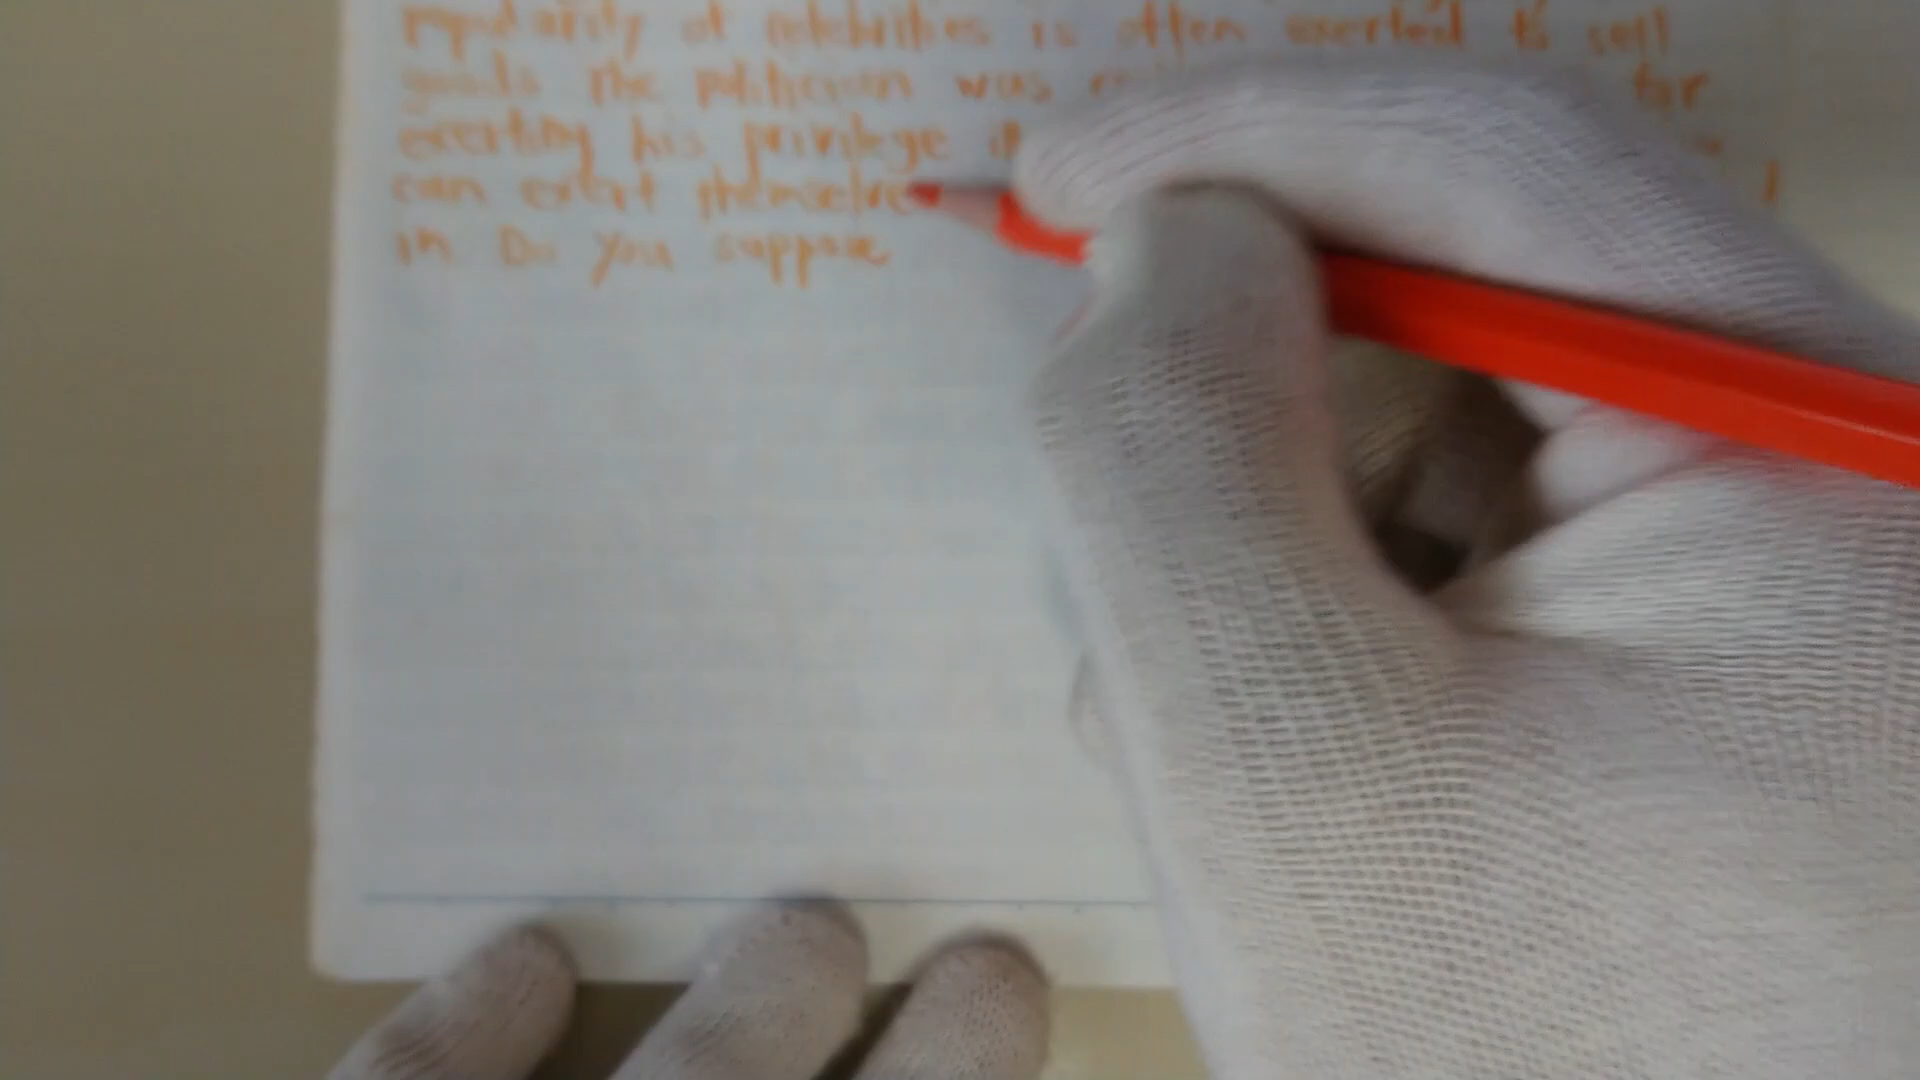 popularity of celebrities is often exerted to sell
goods The politician was for
exerting his privilege
can exert themselves
in Do you suppose